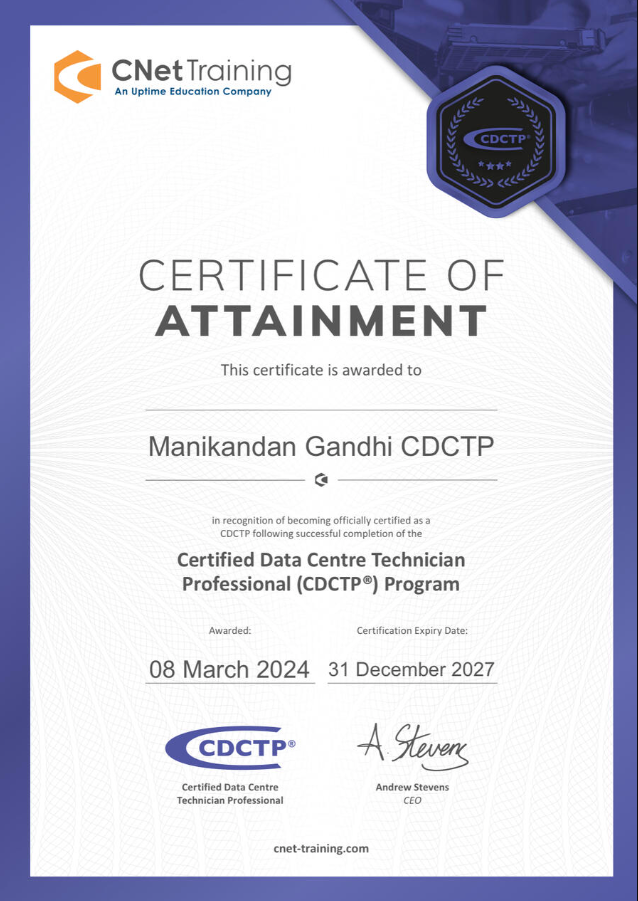 CNet Training
An Uptime Education Company
CDCTP®
CERTIFICATE OF
ATTAINMENT
This certificate is awarded to
Manikandan Gandhi CDCTP
in recognition of becoming officially certified as a
CDCTP following successful completion of the
Certified Data Centre Technician
Professional (CDCTP®) Program
Awarded:
Certification Expiry Date:
08 March 2024
31 December 2027
CDCTP®
A. Stevens
Certified Data Centre
Technician Professional
Andrew Stevens
CEO
cnet-training.com